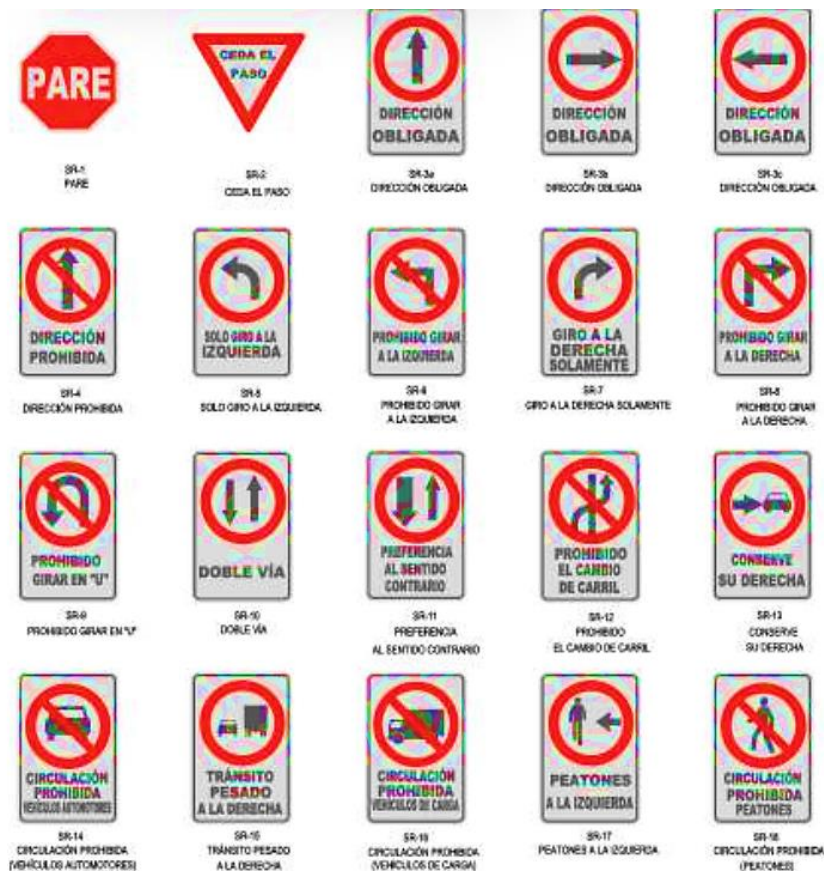 PARE
CEDA EL
PASO
DIRECCIÓN
OBLIGADA
DIRECCIÓN
OBLIGADA
DIRECCIÓN
OBLIGADA
SR-1
PARE
SR-2
CEDA EL PASO
SR-3a
DIRECCIÓN OBLIGADA
SR-3b
DIRECCIÓN OBLIGADA
SR-3c
DIRECCIÓN OBLIGADA
DIRECCIÓN
PROHIBIDA
SOLO GIRO A LA
IZQUIERDA
PROHIBIDO GIRAR
A LA IZQUIERDA
GIRO A LA
DERECHA
SOLAMENTE
PROHIBIDO GIRAR
A LA DERECHA
SR-4
DIRECCIÓN PROHIBIDA
SR-5
SOLO GIRO A LA IZQUIERDA
SR-6
PROHIBIDO GIRAR
A LA IZQUIERDA
SR-7
GIRO A LA DERECHA SOLAMENTE
SR-8
PROHIBIDO GIRAR
A LA DERECHA
PROHIBIDO
GIRAR EN "U"
DOBLE VÍA
PREFERENCIA
AL SENTIDO
CONTRARIO
PROHIBIDO
EL CAMBIO
DE CARRIL
CONSERVE
SU DERECHA
SR-9
PROHIBIDO GIRAR EN "U"
SR-10
DOBLE VÍA
SR-11
PREFERENCIA
AL SENTIDO CONTRARIO
SR-12
PROHIBIDO
EL CAMBIO DE CARRIL
SR-13
CONSERVE
SU DERECHA
CIRCULACIÓN
PROHIBIDA
VEHÍCULOS AUTOMOTORES
TRÁNSITO
PESADO
A LA DERECHA
CIRCULACIÓN
PROHIBIDA
VEHÍCULOS DE CARGA
PEATONES
A LA IZQUIERDA
CIRCULACIÓN
PROHIBIDA
PEATONES
SR-14
CIRCULACIÓN PROHIBIDA
(VEHÍCULOS AUTOMOTORES)
SR-15
TRÁNSITO PESADO
A LA DERECHA
SR-16
CIRCULACIÓN PROHIBIDA
(VEHÍCULOS DE CARGA)
SR-17
PEATONES A LA IZQUIERDA
SR-18
CIRCULACIÓN PROHIBIDA
(PEATONES)